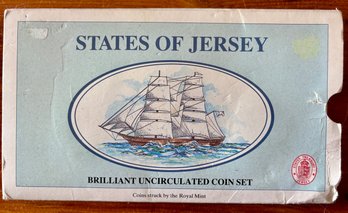 STATES OF JERSEY
BRILLIANT UNCIRCULATED COIN SET
Coins struck by the Royal Mint